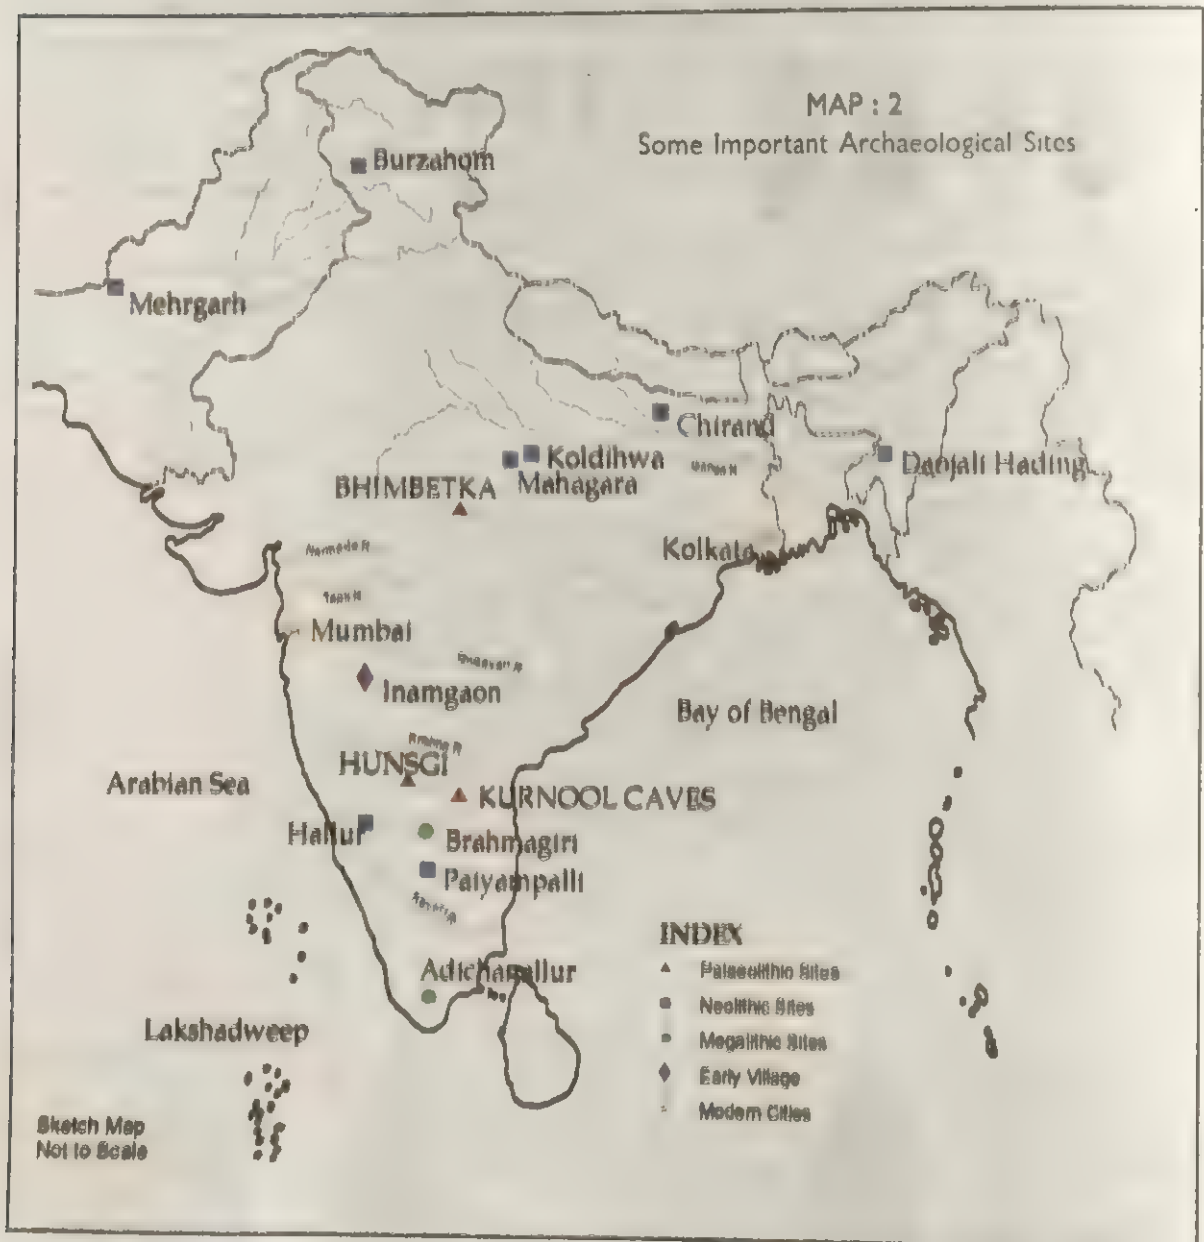 MAP : 2
Some Important Archaeological Sites
Burzahom
Mehrgarh
Chirand
Koldihwa
Mahagara
Daojali Hading
BHIMBETKA
Kolkata
Narmada R
Mumbai
Inamgaon
Bay of Bengal
Krishna R
HUNSGI
Arabian Sea
KURNOOL CAVES
Hallur
Brahmagiri
Paiyampalli
INDEX
Adichanallur
Palaeolithic Sites
Neolithic Sites
Megalithic Sites
Early Village
Modern Cities
Lakshadweep
Sketch Map
Not to Scale